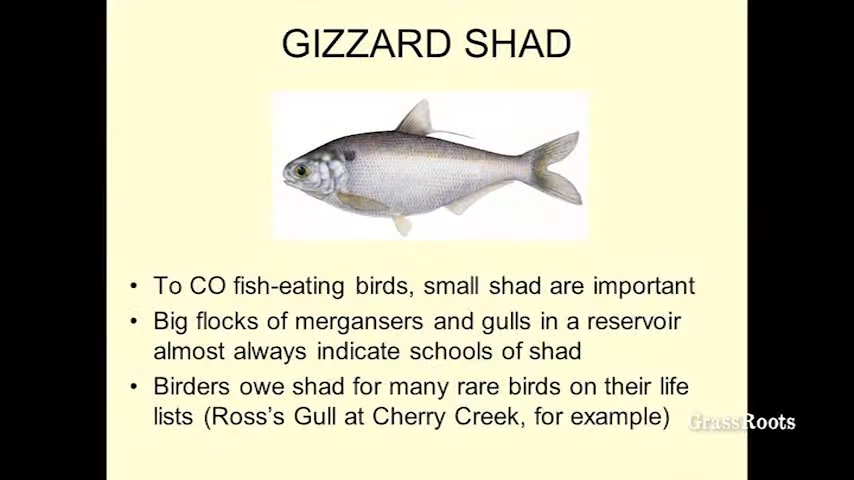 GIZZARD SHAD
• To CO fish-eating birds, small shad are important
• Big flocks of mergansers and gulls in a reservoir
almost always indicate schools of shad
• Birders owe shad for many rare birds on their life
lists (Ross's Gull at Cherry Creek, for example)
GrassRoots